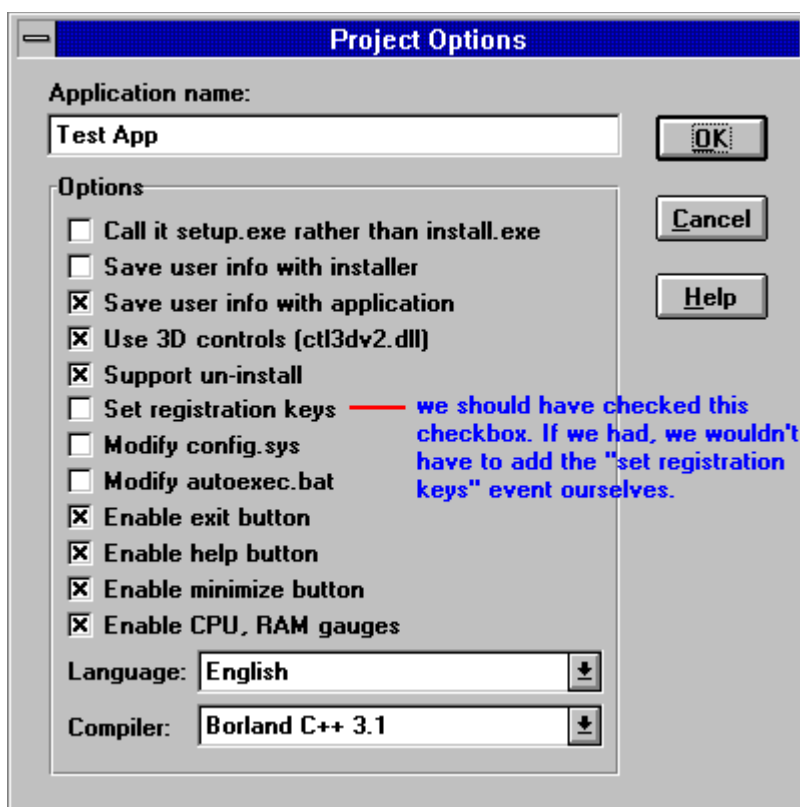 Project Options
Application name:
Test App
OK
Options
Cancel
Call it setup.exe rather than install.exe
Save user info with installer
Help
Save user info with application
Use 3D controls (ctl3dv2.dll)
Support un-install
Set registration keys
we should have checked this
checkbox. If we had, we wouldn't
have to add the "set registration
keys" event ourselves.
Modify config.sys
Modify autoexec.bat
Enable exit button
Enable help button
Enable minimize button
Enable CPU, RAM gauges
Language: English
Compiler: Borland C++ 3.1